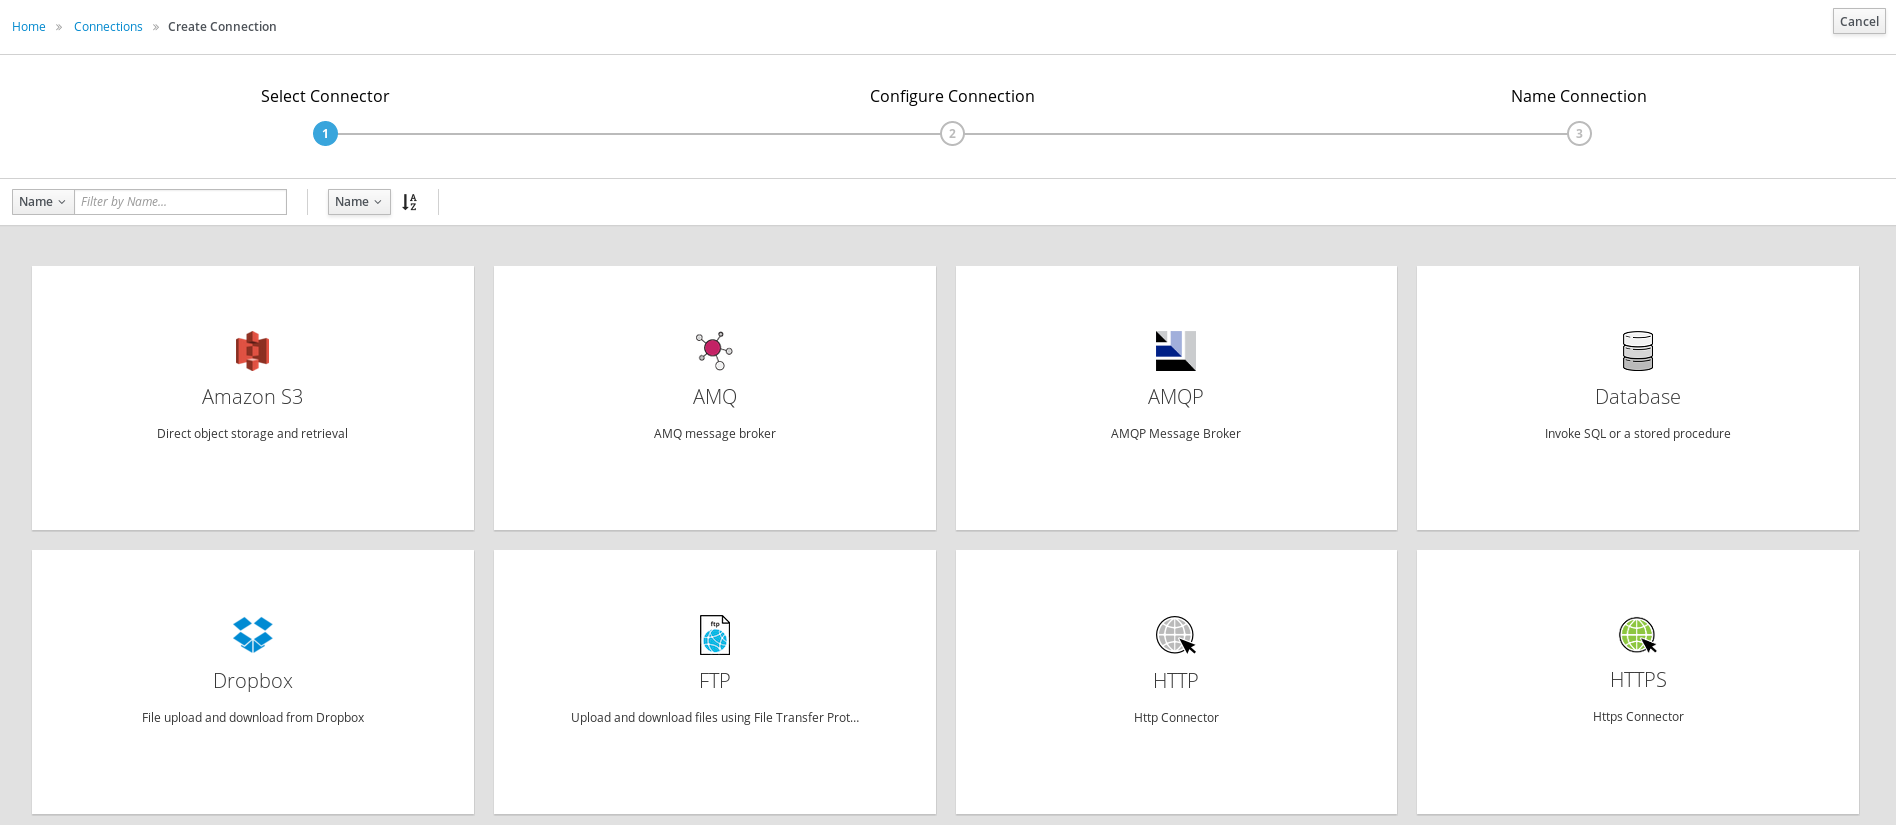 Home » Connections » Create Connection
Cancel
Select Connector
Configure Connection
Name Connection
1
2
3
Name
Filter by Name...
Name
A
Z
Amazon S3
Direct object storage and retrieval
AMQ
AMQ message broker
AMQP
AMQP Message Broker
Database
Invoke SQL or a stored procedure
Dropbox
File upload and download from Dropbox
ftp
FTP
Upload and download files using File Transfer Prot...
HTTP
Http Connector
HTTPS
Https Connector